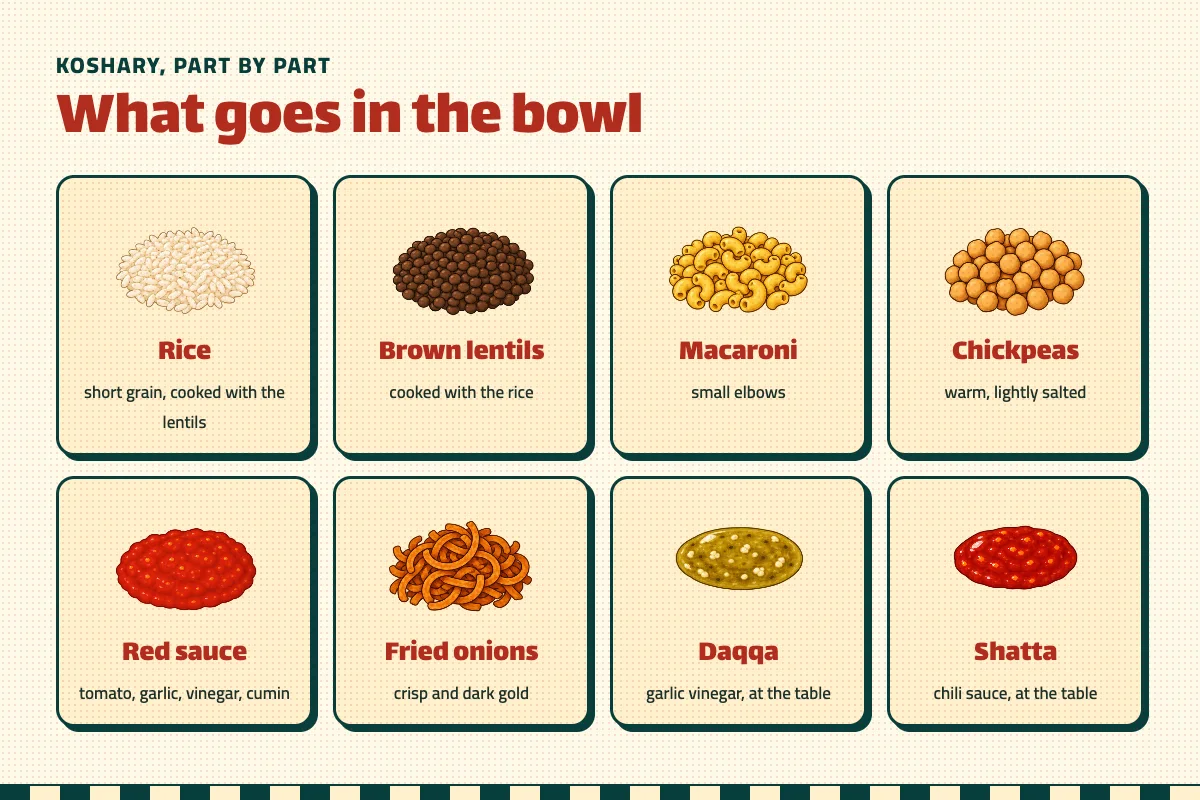 KOSHARY, PART BY PART
What goes in the bowl
Rice
short grain, cooked with the
lentils
Brown lentils
cooked with the rice
Macaroni
small elbows
Chickpeas
warm, lightly salted
Red sauce
tomato, garlic, vinegar, cumin
Fried onions
crisp and dark gold
Daqqa
garlic vinegar, at the table
Shatta
chili sauce, at the table